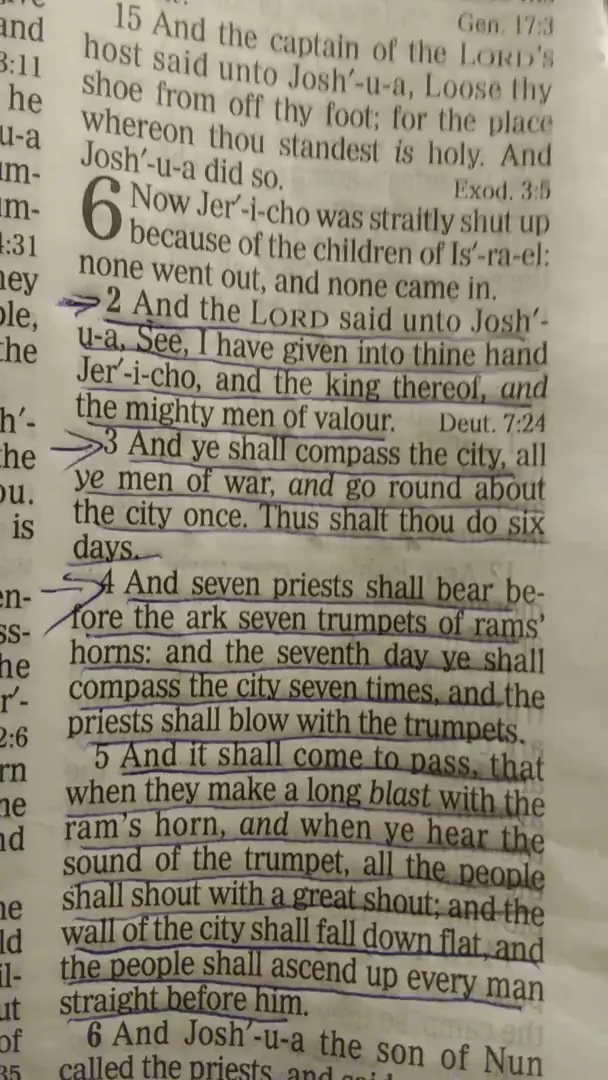 and
3:11
he
u-a
um-
um-
4:31
ney
ple,
the
h'-
the
ou.
is
en-
ss-
he
r'-
2:6
rn
ne
nd
ne
ld
il-
ut
of
35
Gen. 17:3
15 And the captain of the LORD'S
host said unto Josh'-u-a, Loose thy
shoe from off thy foot; for the place
whereon thou standest is holy. And
Josh'-u-a did so.
Exod. 3:5
6 Now Jer'-i-cho was straitly shut up
because of the children of Is'-ra-el:
none went out, and none came in.
2 And the LORD said unto Josh'-
u-a, See, I have given into thine hand
Jer'-i-cho, and the king thereof, and
the mighty men of valour. Deut. 7:24
3 And ye shall compass the city, all
ye men of war, and go round about
the city once. Thus shalt thou do six
days.
4 And seven priests shall bear be-
fore the ark seven trumpets of rams'
horns: and the seventh day ye shall
compass the city seven times, and the
priests shall blow with the trumpets.
5 And it shall come to pass, that
when they make a long blast with the
ram's horn, and when ye hear the
sound of the trumpet, all the people
shall shout with a great shout; and the
wall of the city shall fall down flat, and
the people shall ascend up every man
straight before him.
6 And Josh'-u-a the son of Nun
called the priests, and said